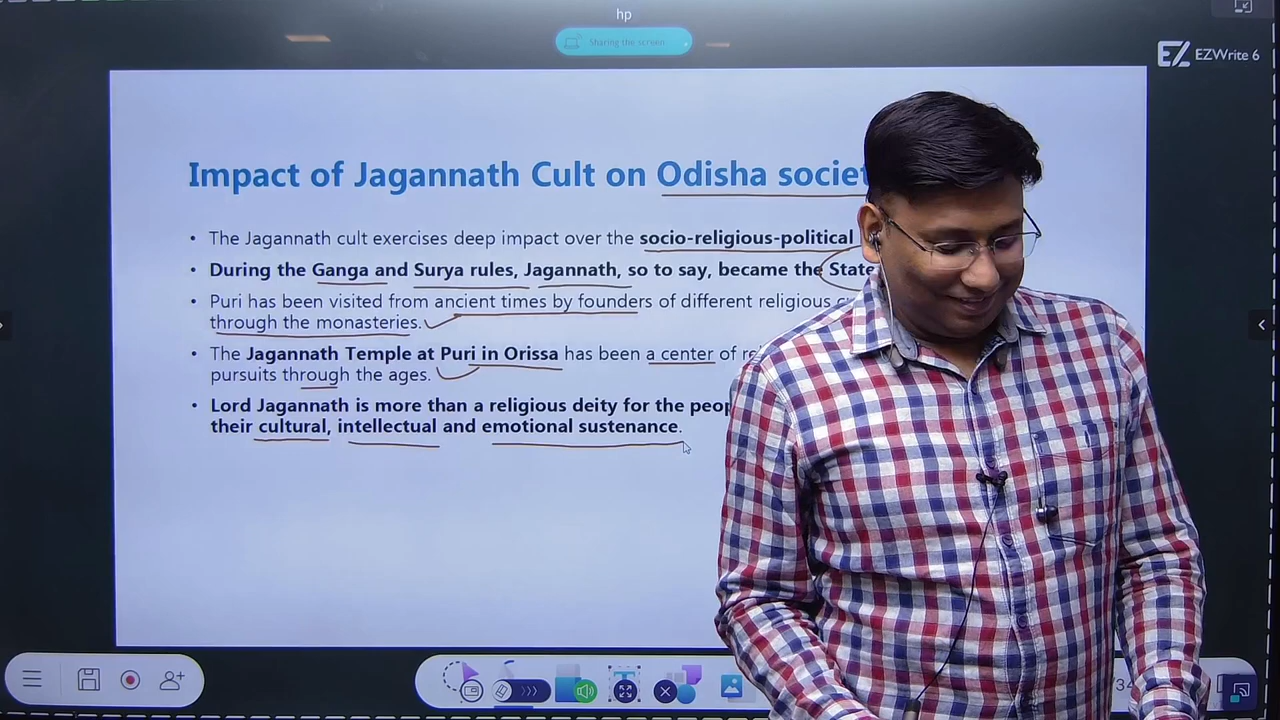 hp
Sharing the screen
EZWrite 6
Impact of Jagannath Cult on Odisha societ
• The Jagannath cult exercises deep impact over the socio-religious-political
• During the Ganga and Surya rules, Jagannath, so to say, became the State
• Puri has been visited from ancient times by founders of different religious
through the monasteries.
• The Jagannath Temple at Puri in Orissa has been a center of
pursuits through the ages.
• Lord Jagannath is more than a religious deity for the
their cultural, intellectual and emotional sustenance.